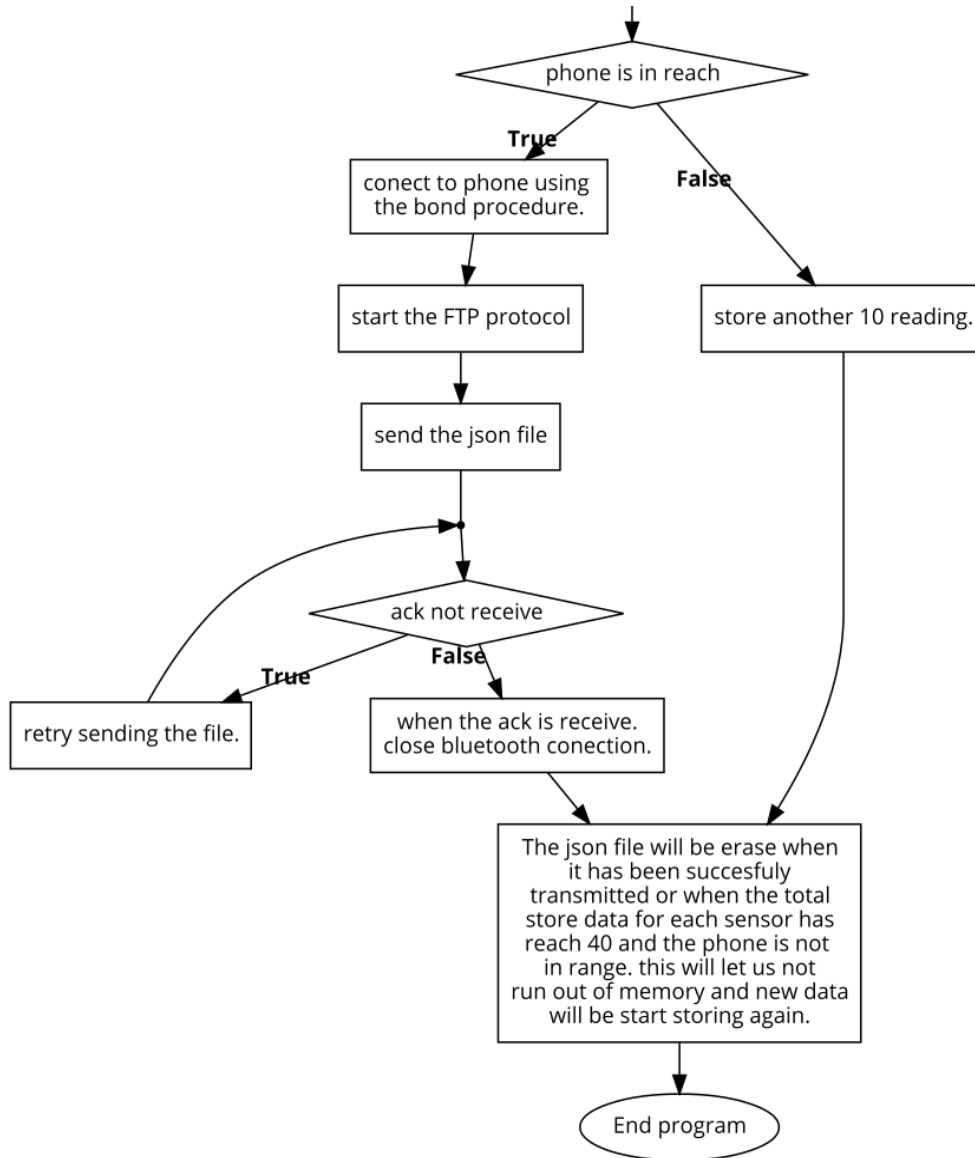 phone is in reach
True
False
conect to phone using
the bond procedure.
start the FTP protocol
store another 10 reading.
send the json file
ack not receive
True
False
retry sending the file.
when the ack is receive.
close bluetooth conection.
The json file will be erase when
it has been succesfuly
transmitted or when the total
store data for each sensor has
reach 40 and the phone is not
in range. this will let us not
run out of memory and new data
will be start storing again.
End program